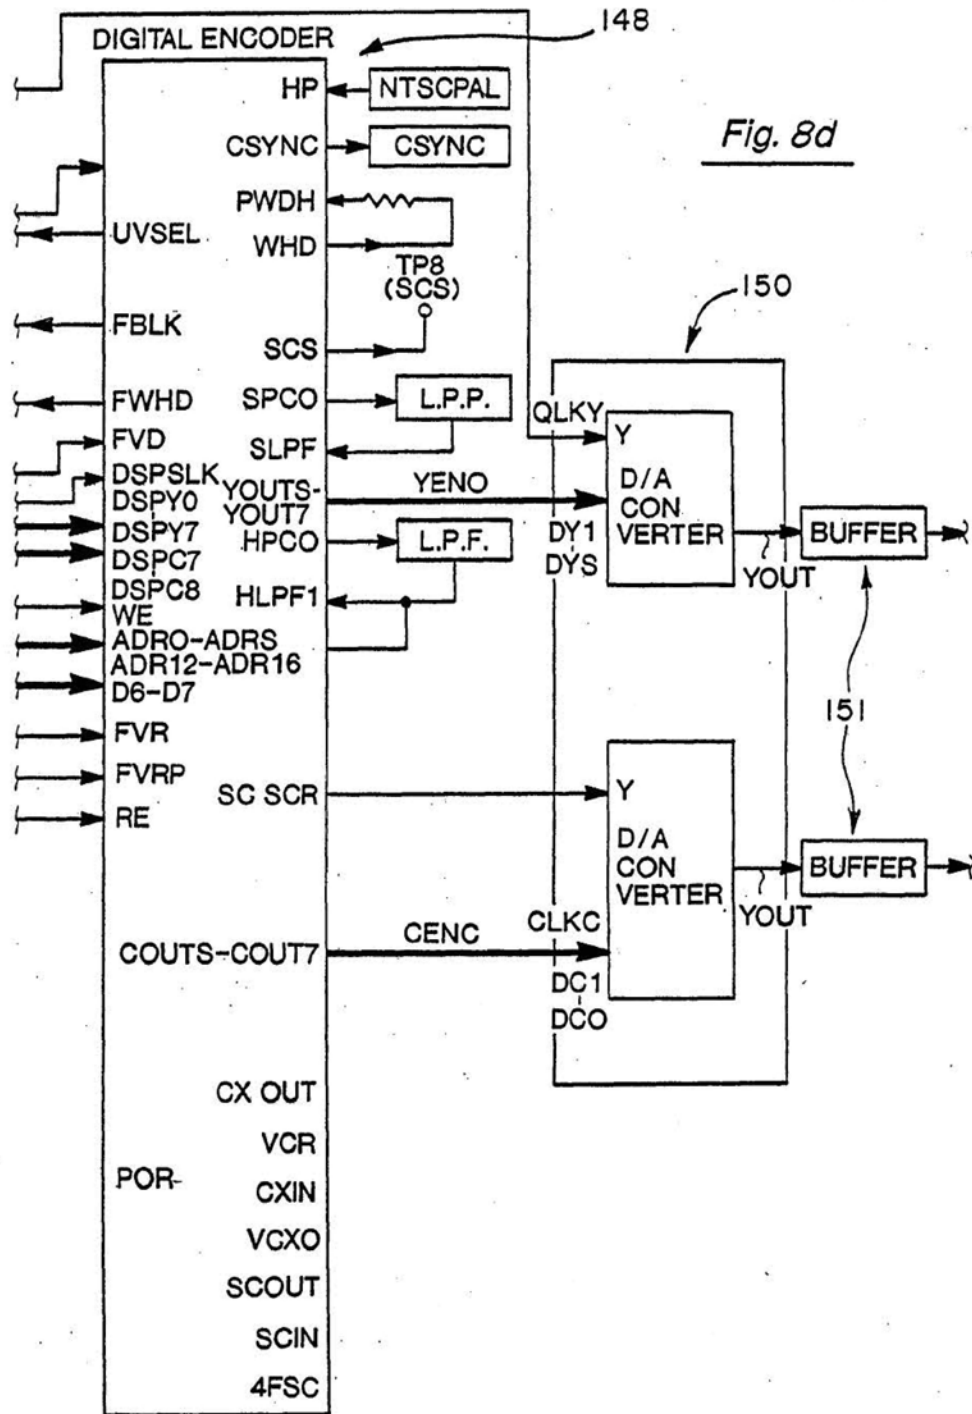 148
DIGITAL ENCODER
HP
NTSCPAL
CSYNC
CSYNC
Fig. 8d
PWDH
UVSEL
WHD
TP8
(SCS)
150
FBLK
SCS
FWHD
SPCO
L.P.P.
QLKY
Y
FVD
SLPF
DSPSLK
DSPY0
DSPY7
DSPC7
DSPC8
WE
YOUTS-
YOUT7
YENO
D/A
CON
VERTER
HPCO
L.P.F.
DY1
DYS
BUFFER
YOUT
HLPF1
ADRO-ADRS
ADR12-ADR16
D6-D7
151
FVR
FVRP
SC SCR
Y
RE
D/A
CON
VERTER
BUFFER
YOUT
COUTS-COUT7
CENC
CLKC
DC1
DCO
CX OUT
VCR
POR
CXIN
VCXO
SCOUT
SCIN
4FSC